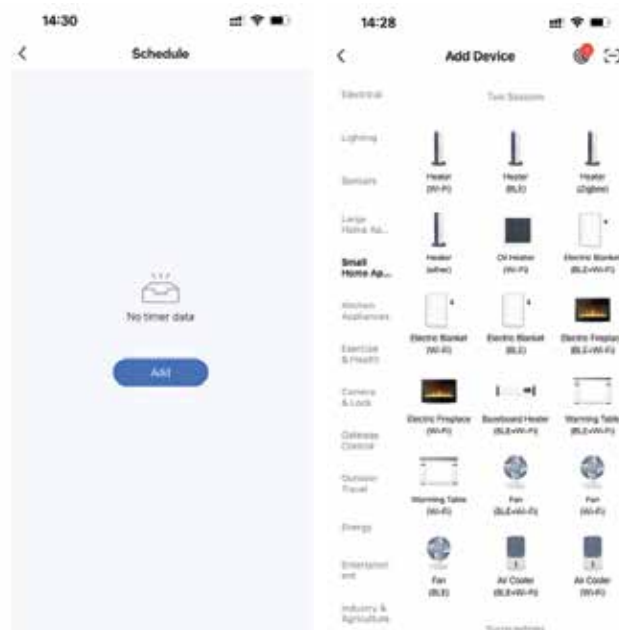 14:30
Schedule
No timer data
Add
14:28
Add Device
Electrical
Two Seasons
Lighting
Sensors
Heater
(Wi-Fi)
Heater
(BLE)
Heater
(Zigbee)
Large
Home Ap...
Small
Home Ap...
Heater
(other)
Oil Heater
(Wi-Fi)
Electric Blanket
(BLE+Wi-Fi)
Kitchen
Appliances
Electric Blanket
(Wi-Fi)
Electric Blanket
(BLE)
Electric Fireplac
(BLE+Wi-Fi)
Exercise
& Health
Camera
& Lock
Electric Fireplace
(Wi-Fi)
Baseboard Heater
(BLE+Wi-Fi)
Warming Table
(BLE+Wi-Fi)
Gateway
Control
Outdoor
Travel
Warming Table
(Wi-Fi)
Fan
(BLE+Wi-Fi)
Fan
(Wi-Fi)
Energy
Entertainm
ent
Fan
(BLE)
Air Cooler
(BLE+Wi-Fi)
Air Cooler
(Wi-Fi)
Industry &
Agriculture